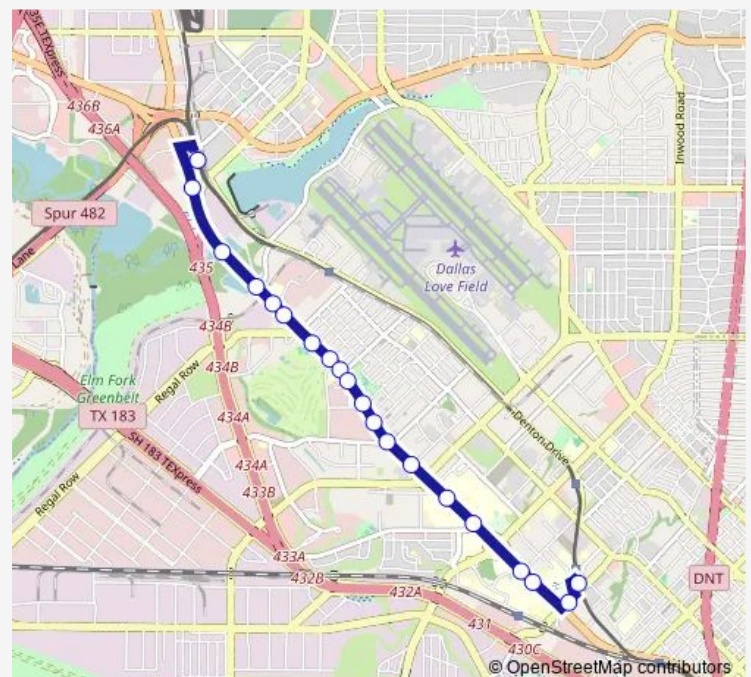 35E TEXpress
436B
436A
Inwood Road
Spur 482
Lane
Dallas
Love Field
435
434B
Elm Fork
Greenbelt
Regal Row
434B
TX 183
434A
SH 183 TEXpress
Denton Drive
434A
433B
Regal Row
433A
432B
432A
DNT
431
430C
© OpenStreetMap contributors